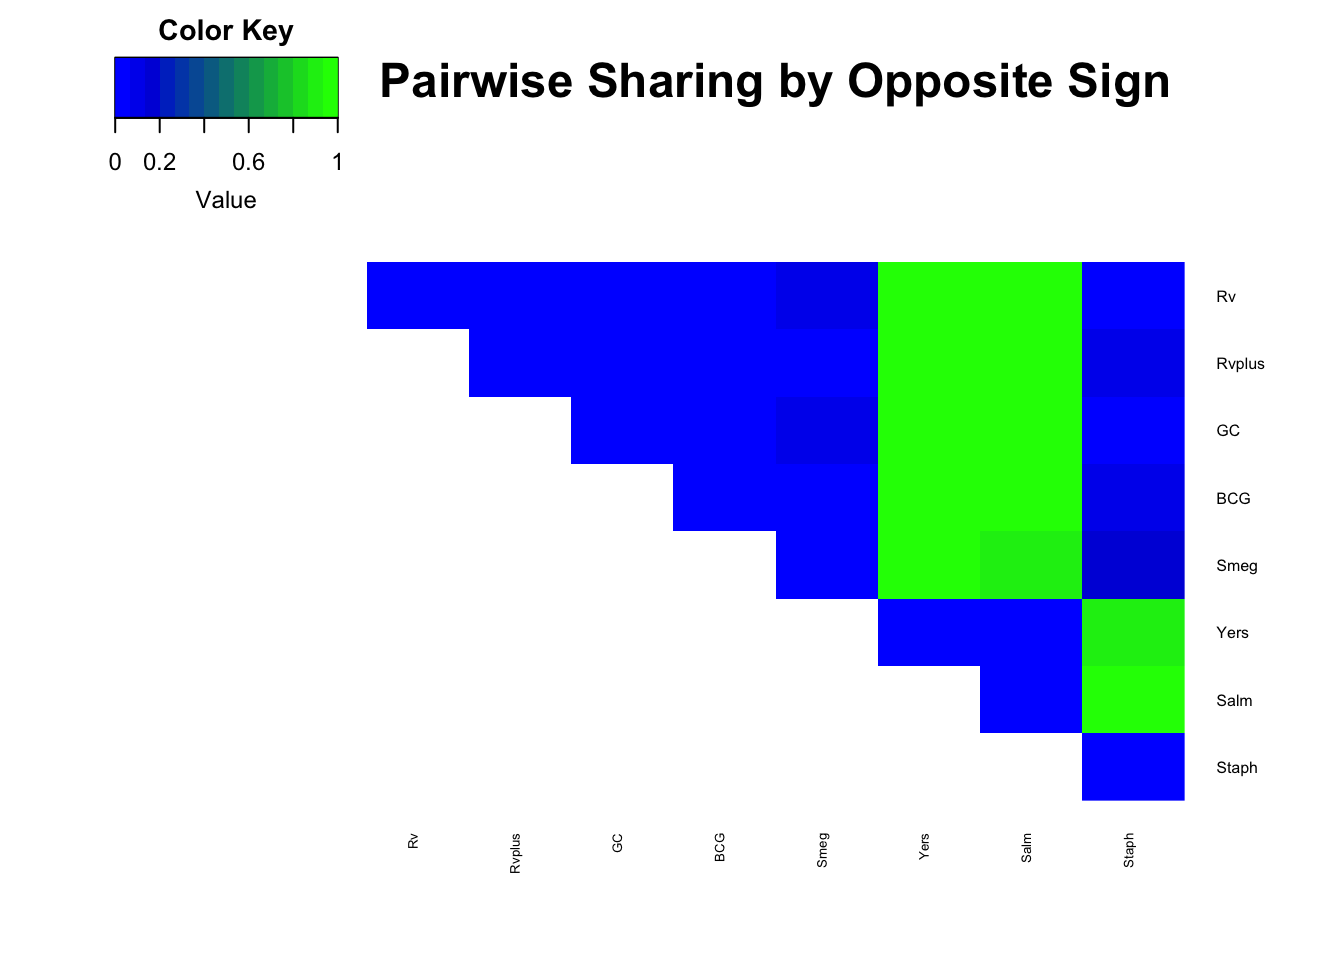 Color Key
Pairwise Sharing by Opposite Sign
0 0.2 0.6 1
Value
Rv
Rvplus
GC
BCG
Smeg
Yers
Salm
Staph
Rv
Rvplus
GC
BCG
Smeg
Yers
Salm
Staph